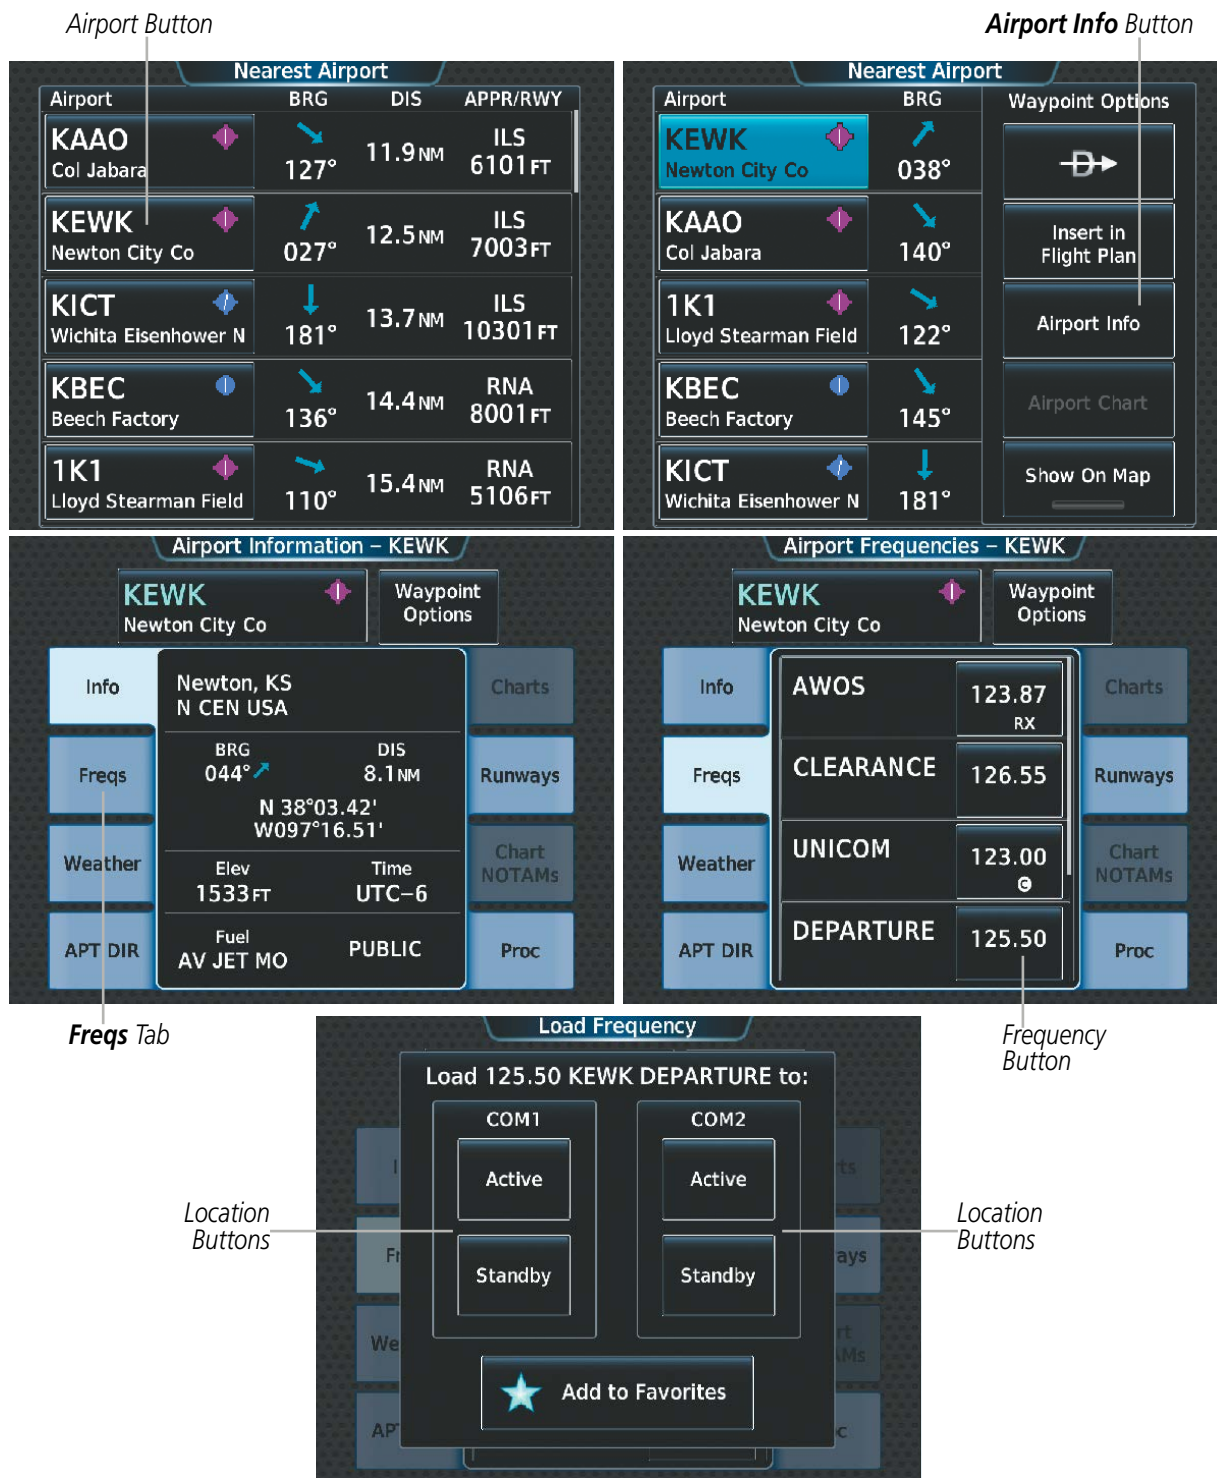 Airport Button
Airport Info Button
Nearest Airport
Airport BRG DIS APPR/RWY
KAAO
Col Jabara
127°
11.9NM
ILS
6101FT
KEWK
Newton City Co
027°
12.5NM
ILS
7003FT
KICT
Wichita Eisenhower N
181°
13.7NM
ILS
10301FT
KBEC
Beech Factory
136°
14.4NM
RNA
8001FT
1K1
Lloyd Stearman Field
110°
15.4NM
RNA
5106FT
Nearest Airport
Airport BRG
KEWK
Newton City Co
038°
KAAO
Col Jabara
140°
1K1
Lloyd Stearman Field
122°
KBEC
Beech Factory
145°
KICT
Wichita Eisenhower N
181°
Waypoint Options
D
Insert in
Flight Plan
Airport Info
Airport Chart
Show On Map
Airport Information – KEWK
KEWK
Newton City Co
Waypoint
Options
Info
Freqs
Weather
APT DIR
Newton, KS
N CEN USA
BRG DIS
044° 8.1NM
N 38°03.42'
W097°16.51'
Elev Time
1533FT UTC–6
Fuel
AV JET MO
PUBLIC
Charts
Runways
Chart
NOTAMs
Proc
Freqs Tab
Airport Frequencies – KEWK
KEWK
Newton City Co
Waypoint
Options
Info
Freqs
Weather
APT DIR
AWOS
123.87
RX
CLEARANCE
126.55
UNICOM
123.00
C
DEPARTURE
125.50
Charts
Runways
Chart
NOTAMs
Proc
Frequency
Button
Load Frequency
Load 125.50 KEWK DEPARTURE to:
COM1
Active
Standby
COM2
Active
Standby
Add to Favorites
Location
Buttons
Location
Buttons